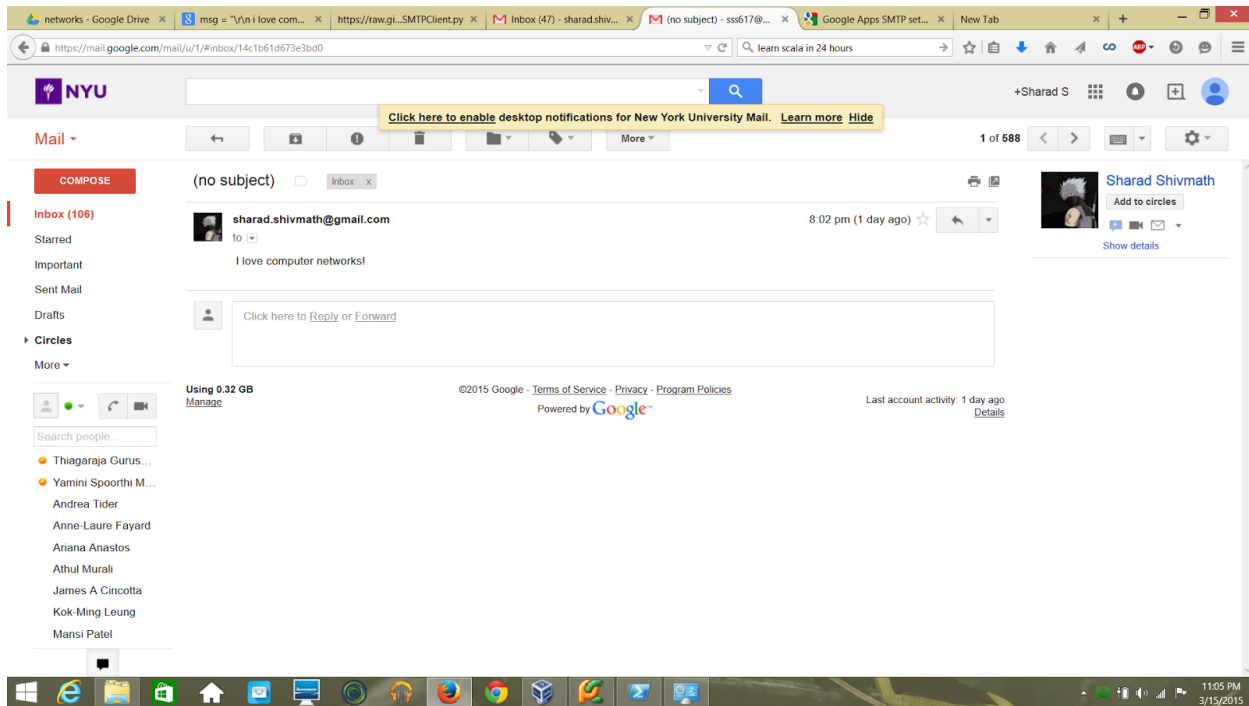 networks - Google Drive × msg = "\r\n i love com... × https://raw.gi...SMTPClient.py × Inbox (47) - sharad.shiv... × (no subject) - sss617@... × Google Apps SMTP set... × New Tab × +
https://mail.google.com/mail/u/1/#inbox/14c1b61d673e3bd0 learn scala in 24 hours ABP
NYU +Sharad S
Click here to enable desktop notifications for New York University Mail. Learn more Hide
Mail More 1 of 588
COMPOSE
(no subject) Inbox x
Sharad Shivmath
Add to circles
Show details
Inbox (106)
Starred
Important
Sent Mail
Drafts
Circles
More
sharad.shivmath@gmail.com 8:02 pm (1 day ago)
to
I love computer networks!
Click here to Reply or Forward
Using 0.32 GB
Manage
©2015 Google - Terms of Service - Privacy - Program Policies
Powered by Google™
Last account activity: 1 day ago
Details
Search people...
Thiagaraja Gurus...
Yamini Spoorthi M...
Andrea Tider
Anne-Laure Fayard
Ariana Anastos
Athul Murali
James A Cincotta
Kok-Ming Leung
Mansi Patel
11:05 PM
3/15/2015